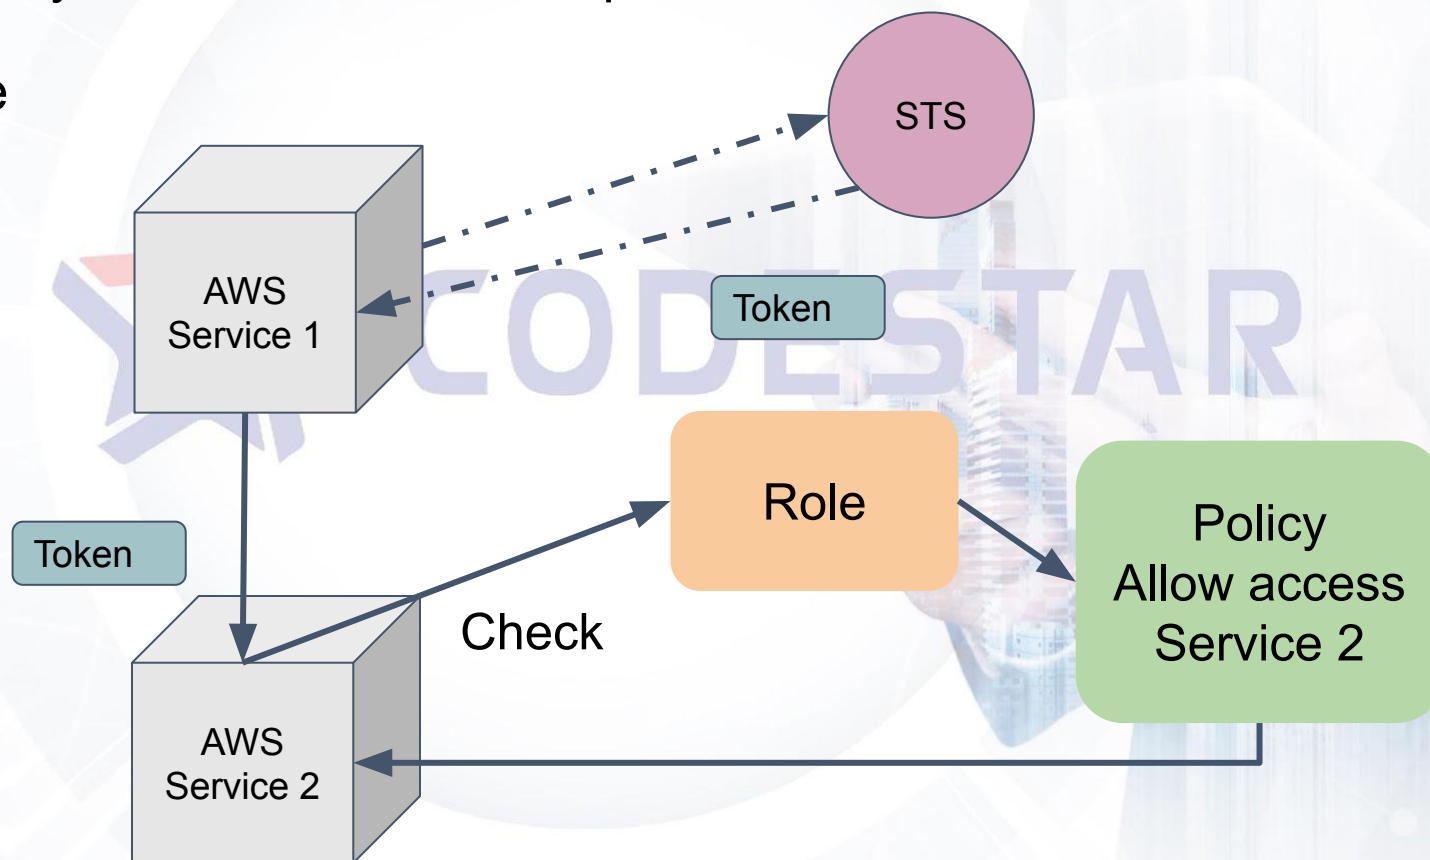 STS
AWS
Service 1
Token
CODESTAR
Role
Policy
Allow access
Service 2
Token
Check
AWS
Service 2